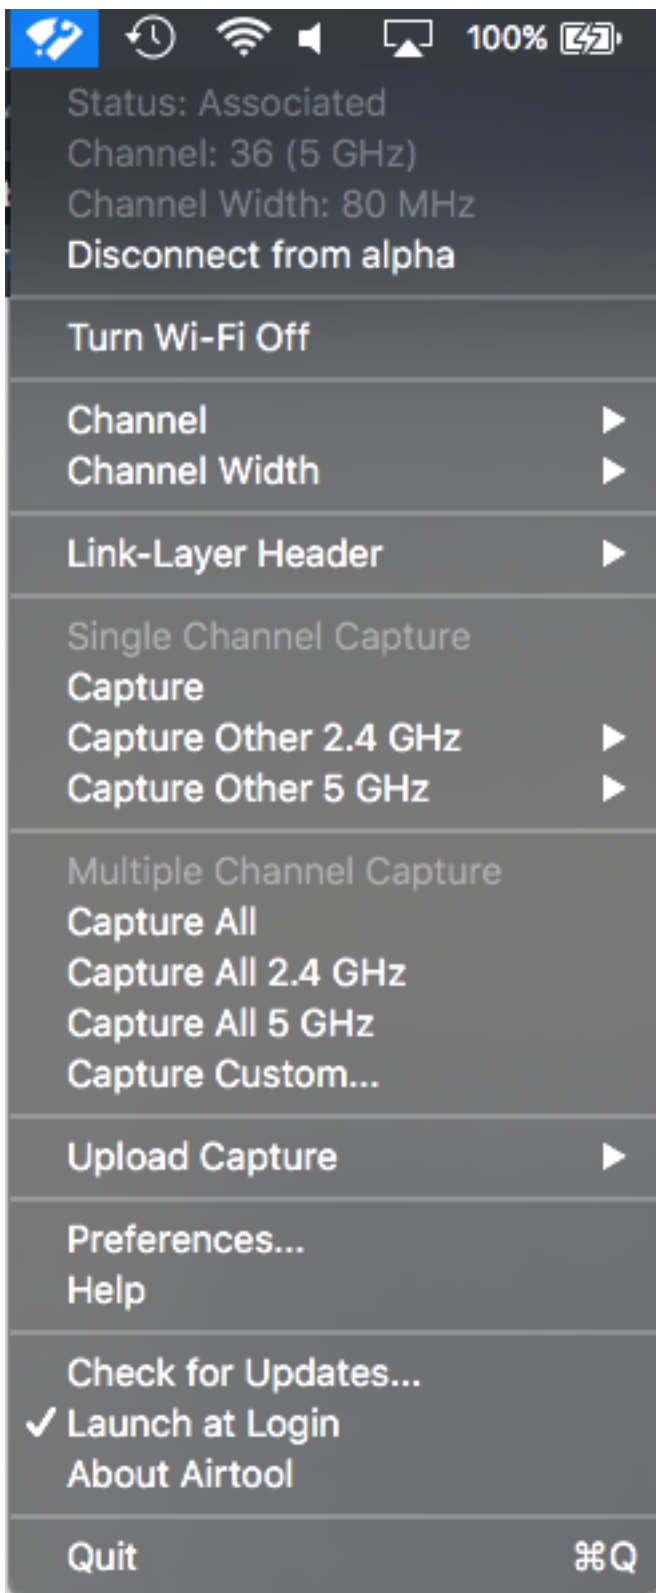 100%
Status: Associated
Channel: 36 (5 GHz)
Channel Width: 80 MHz
Disconnect from alpha
Turn Wi-Fi Off
Channel
Channel Width
Link-Layer Header
Single Channel Capture
Capture
Capture Other 2.4 GHz
Capture Other 5 GHz
Multiple Channel Capture
Capture All
Capture All 2.4 GHz
Capture All 5 GHz
Capture Custom...
Upload Capture
Preferences...
Help
Check for Updates...
✓ Launch at Login
About Airtool
Quit ⌘Q